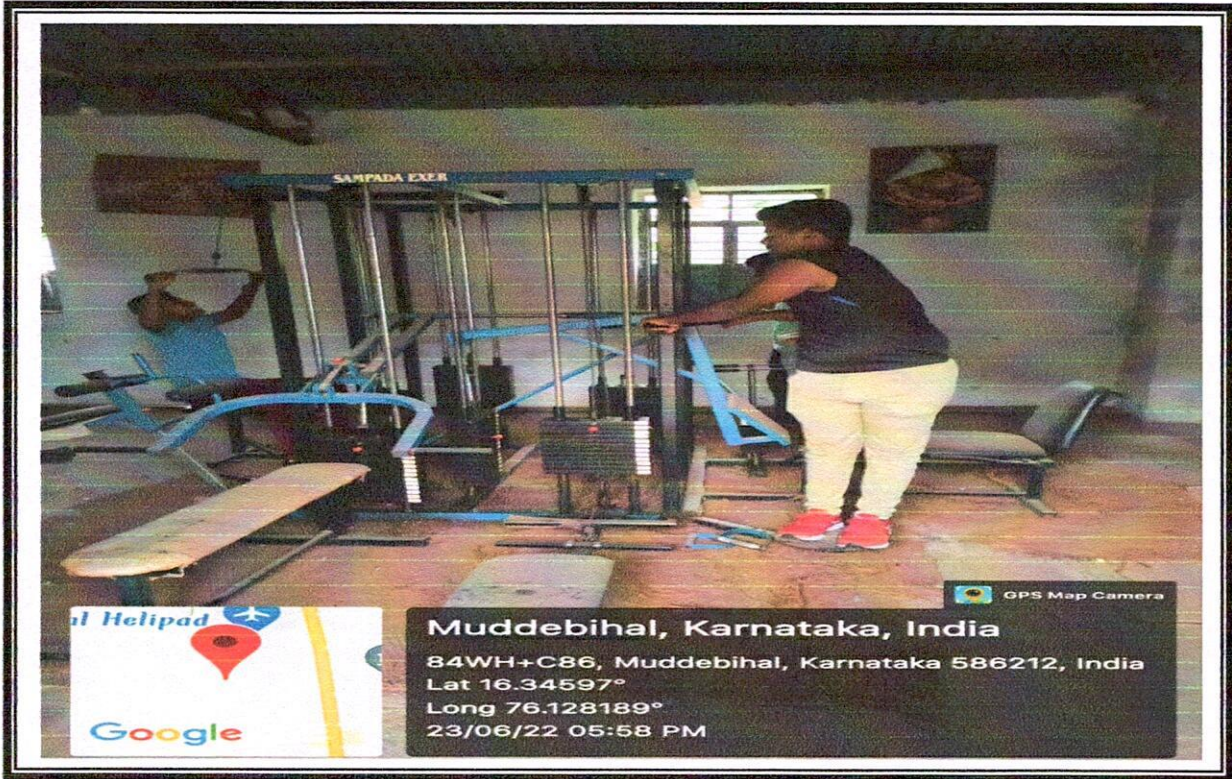 SAMPADA EXER
GPS Map Camera
al Helipad
Google
Muddebihal, Karnataka, India
84WH+C86, Muddebihal, Karnataka 586212, India
Lat 16.34597°
Long 76.128189°
23/06/22 05:58 PM